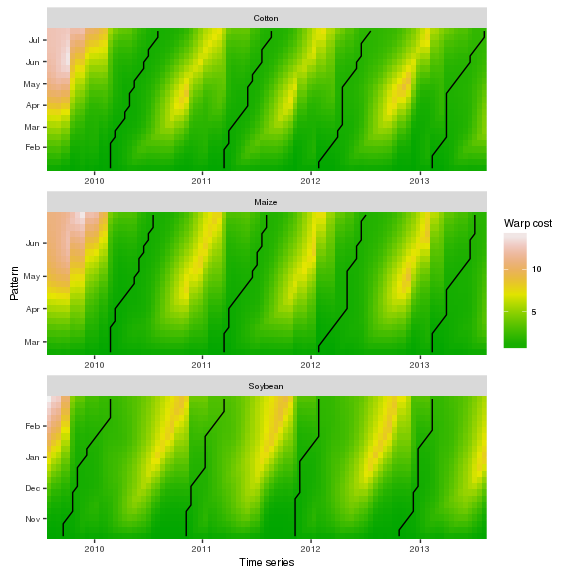 Cotton
Jul
Jun
May
Apr
Mar
Feb
2010 2011 2012 2013
Maize
Jun
May
Apr
Mar
2010 2011 2012 2013
Soybean
Feb
Jan
Dec
Nov
2010 2011 2012 2013
Time series
Pattern
Warp cost
10
5